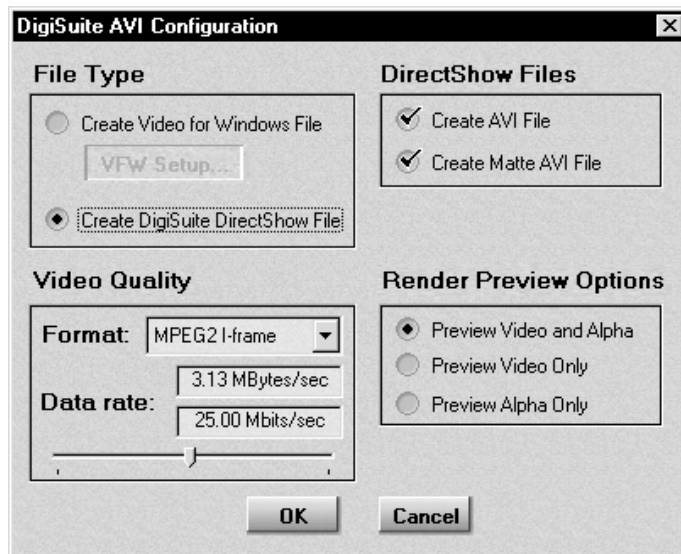 DigiSuite AVI Configuration
File Type
Create Video for Windows File
VFW Setup...
Create DigiSuite DirectShow File
DirectShow Files
Create AVI File
Create Matte AVI File
Video Quality
Format: MPEG2 I-frame
Data rate:
3.13 MBytes/sec
25.00 Mbits/sec
Render Preview Options
Preview Video and Alpha
Preview Video Only
Preview Alpha Only
OK
Cancel